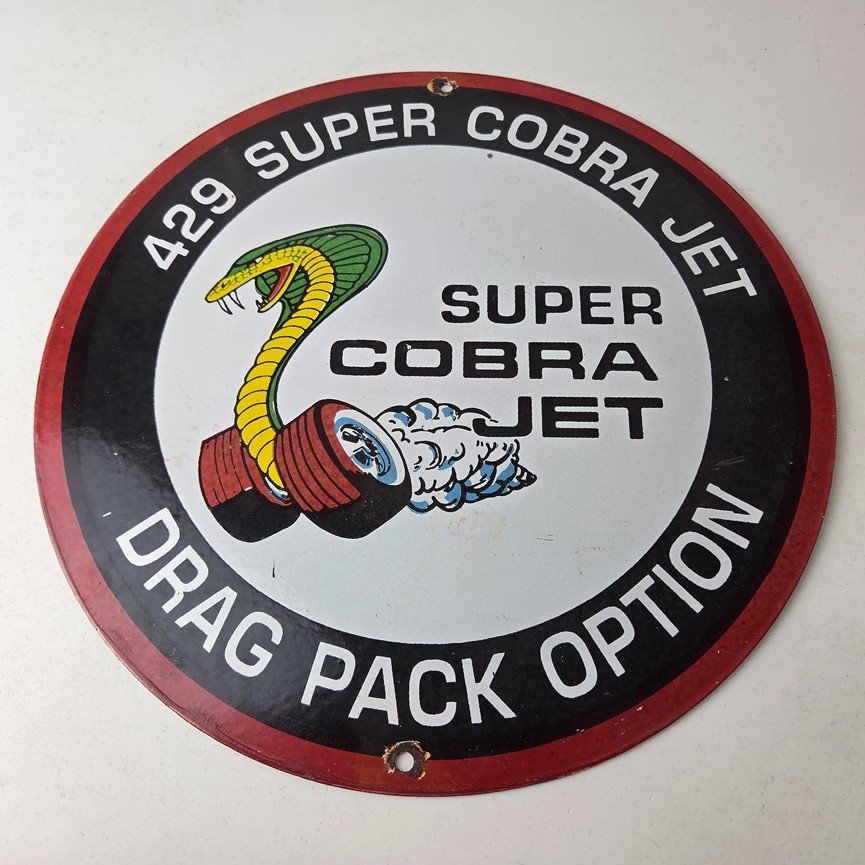 429 SUPER COBRA JET
SUPER
COBRA
JET
DRAG PACK OPTION